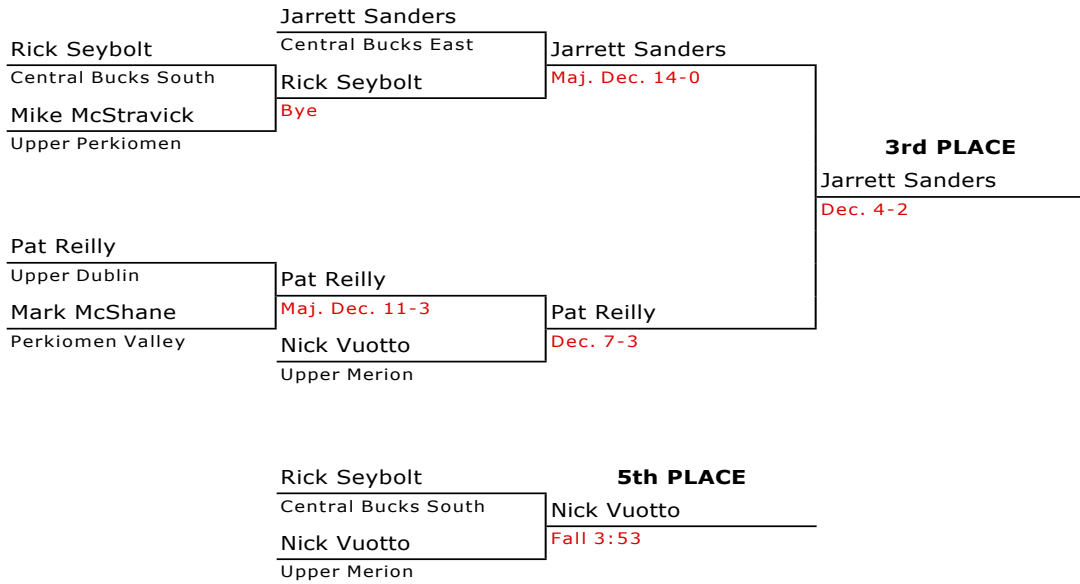 Jarrett Sanders
Central Bucks East
Rick Seybolt
Central Bucks South
Jarrett Sanders
Maj. Dec. 14-0
Rick Seybolt
Bye
Mike McStravick
Upper Perkiomen
3rd PLACE
Jarrett Sanders
Dec. 4-2
Pat Reilly
Upper Dublin
Pat Reilly
Maj. Dec. 11-3
Mark McShane
Perkiomen Valley
Pat Reilly
Dec. 7-3
Nick Vuotto
Upper Merion
Rick Seybolt
Central Bucks South
5th PLACE
Nick Vuotto
Fall 3:53
Nick Vuotto
Upper Merion